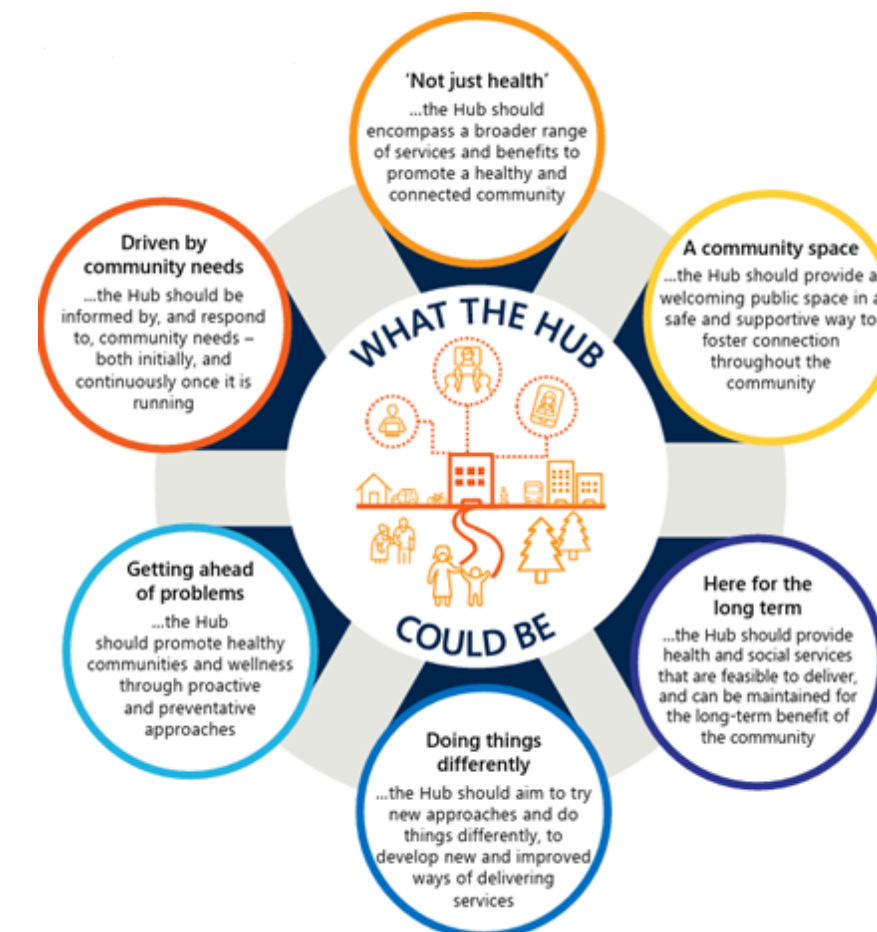 'Not just health'
...the Hub should
encompass a broader range
of services and benefits to
promote a healthy and
connected community
A community space
...the Hub should provide a
welcoming public space in a
safe and supportive way to
foster connection
throughout the
community
Here for the
long term
...the Hub should provide
health and social services
that are feasible to deliver,
and can be maintained for
the long-term benefit of
the community
Doing things
differently
...the Hub should aim to try
new approaches and do
things differently, to
develop new and improved
ways of delivering
services
Getting ahead
of problems
...the Hub
should promote healthy
communities and wellness
through proactive
and preventative
approaches
Driven by
community needs
...the Hub should be
informed by, and respond
to, community needs –
both initially, and
continuously once it is
running
WHAT THE HUB
COULD BE